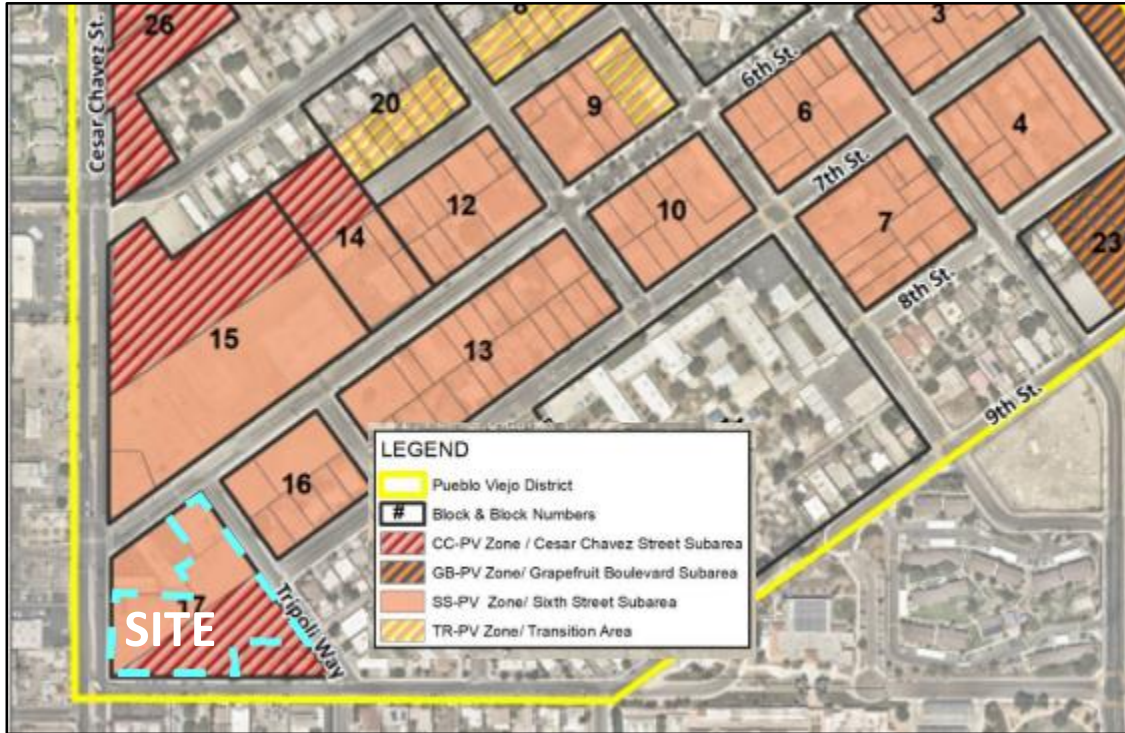 26
Cesar Chavez St.
8
3
20
9
6th St.
6
4
12
10
7th St.
14
7
23
8th St.
15
13
9th St.
16
LEGEND
Pueblo Viejo District
# Block & Block Numbers
CC-PV Zone / Cesar Chavez Street Subarea
GB-PV Zone/ Grapefruit Boulevard Subarea
SS-PV Zone/ Sixth Street Subarea
TR-PV Zone/ Transition Area
17
SITE
Tripoli Way